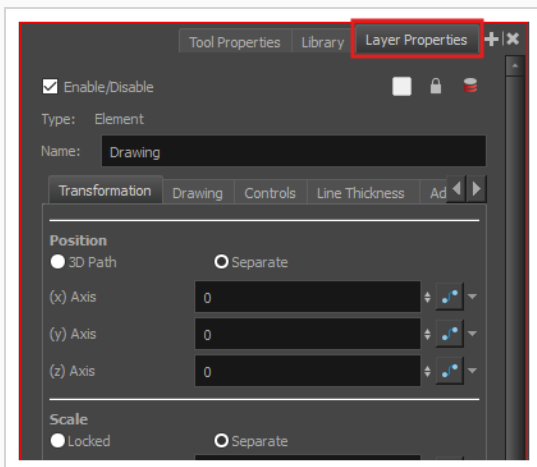 Tool Properties Library Layer Properties
Enable/Disable
Type: Element
Name: Drawing
Transformation Drawing Controls Line Thickness Ad
Position
3D Path Separate
(x) Axis 0
(y) Axis 0
(z) Axis 0
Scale
Locked Separate